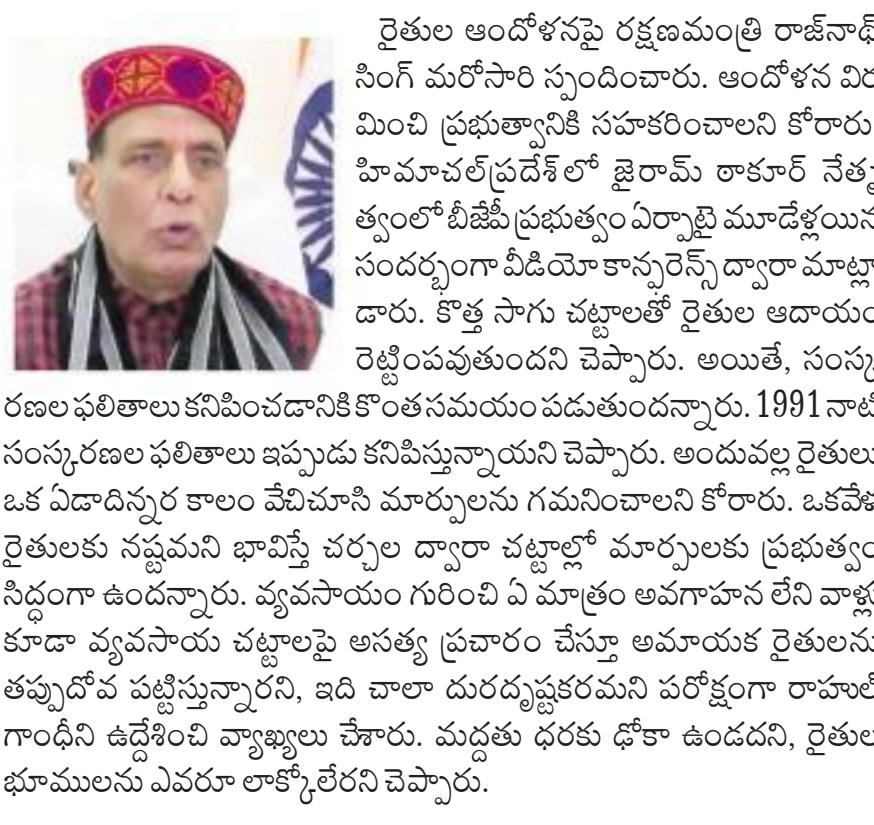 రైతుల ఆందోళనపై రక్షణమంత్రి రాజ్‌నాథ్
సింగ్ మరోసారి స్పందించారు. ఆందోళన విర
మించి ప్రభుత్వానికి సహకరించాలని కోరారు
హిమాచల్‌ప్రదేశ్‌లో జైరామ్ ఠాకూర్ నేతృ
త్వంలో బీజేపీ ప్రభుత్వం ఏర్పాటై మూడేళ్లయిన
సందర్భంగా వీడియో కాన్ఫరెన్స్ ద్వారా మాట్లా
డారు. కొత్త సాగు చట్టాలతో రైతుల ఆదాయం
రెట్టింపవుతుందని చెప్పారు. అయితే, సంస్క
రణల ఫలితాలు కనిపించడానికి కొంత సమయం పడుతుందన్నారు. 1991 నాటి
సంస్కరణల ఫలితాలు ఇప్పుడు కనిపిస్తున్నాయని చెప్పారు. అందువల్ల రైతులు
ఒక ఏడాదిన్నర కాలం వేచిచూసి మార్పులను గమనించాలని కోరారు. ఒకవేళ
రైతులకు నష్టమని భావిస్తే చర్చల ద్వారా చట్టాల్లో మార్పులకు ప్రభుత్వం
సిద్ధంగా ఉందన్నారు. వ్యవసాయం గురించి ఏ మాత్రం అవగాహన లేని వాళ్లు
కూడా వ్యవసాయ చట్టాలపై అసత్య ప్రచారం చేస్తూ అమాయక రైతులను
తప్పుదోవ పట్టిస్తున్నారని, ఇది చాలా దురదృష్టకరమని పరోక్షంగా రాహుల్
గాంధీని ఉద్దేశించి వ్యాఖ్యలు చేశారు. మద్దతు ధరకు ఢోకా ఉండదని, రైతుల
భూములను ఎవరూ లాక్కోలేరని చెప్పారు.